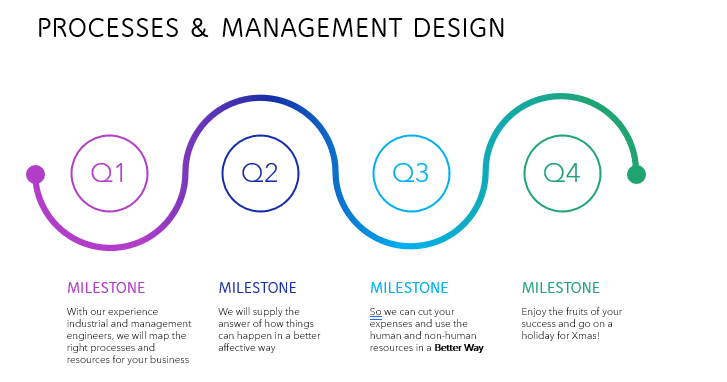 PROCESSES & MANAGEMENT DESIGN
Q1
Q2
Q3
Q4
MILESTONE
With our experience
industrial and management
engineers, we will map the
right processes and
resources for your business
MILESTONE
We will supply the
answer of how things
can happen in a better
affective way
MILESTONE
So we can cut your
expenses and use the
human and non-human
resources in a Better Way
MILESTONE
Enjoy the fruits of your
success and go on a
holiday for Xmas!